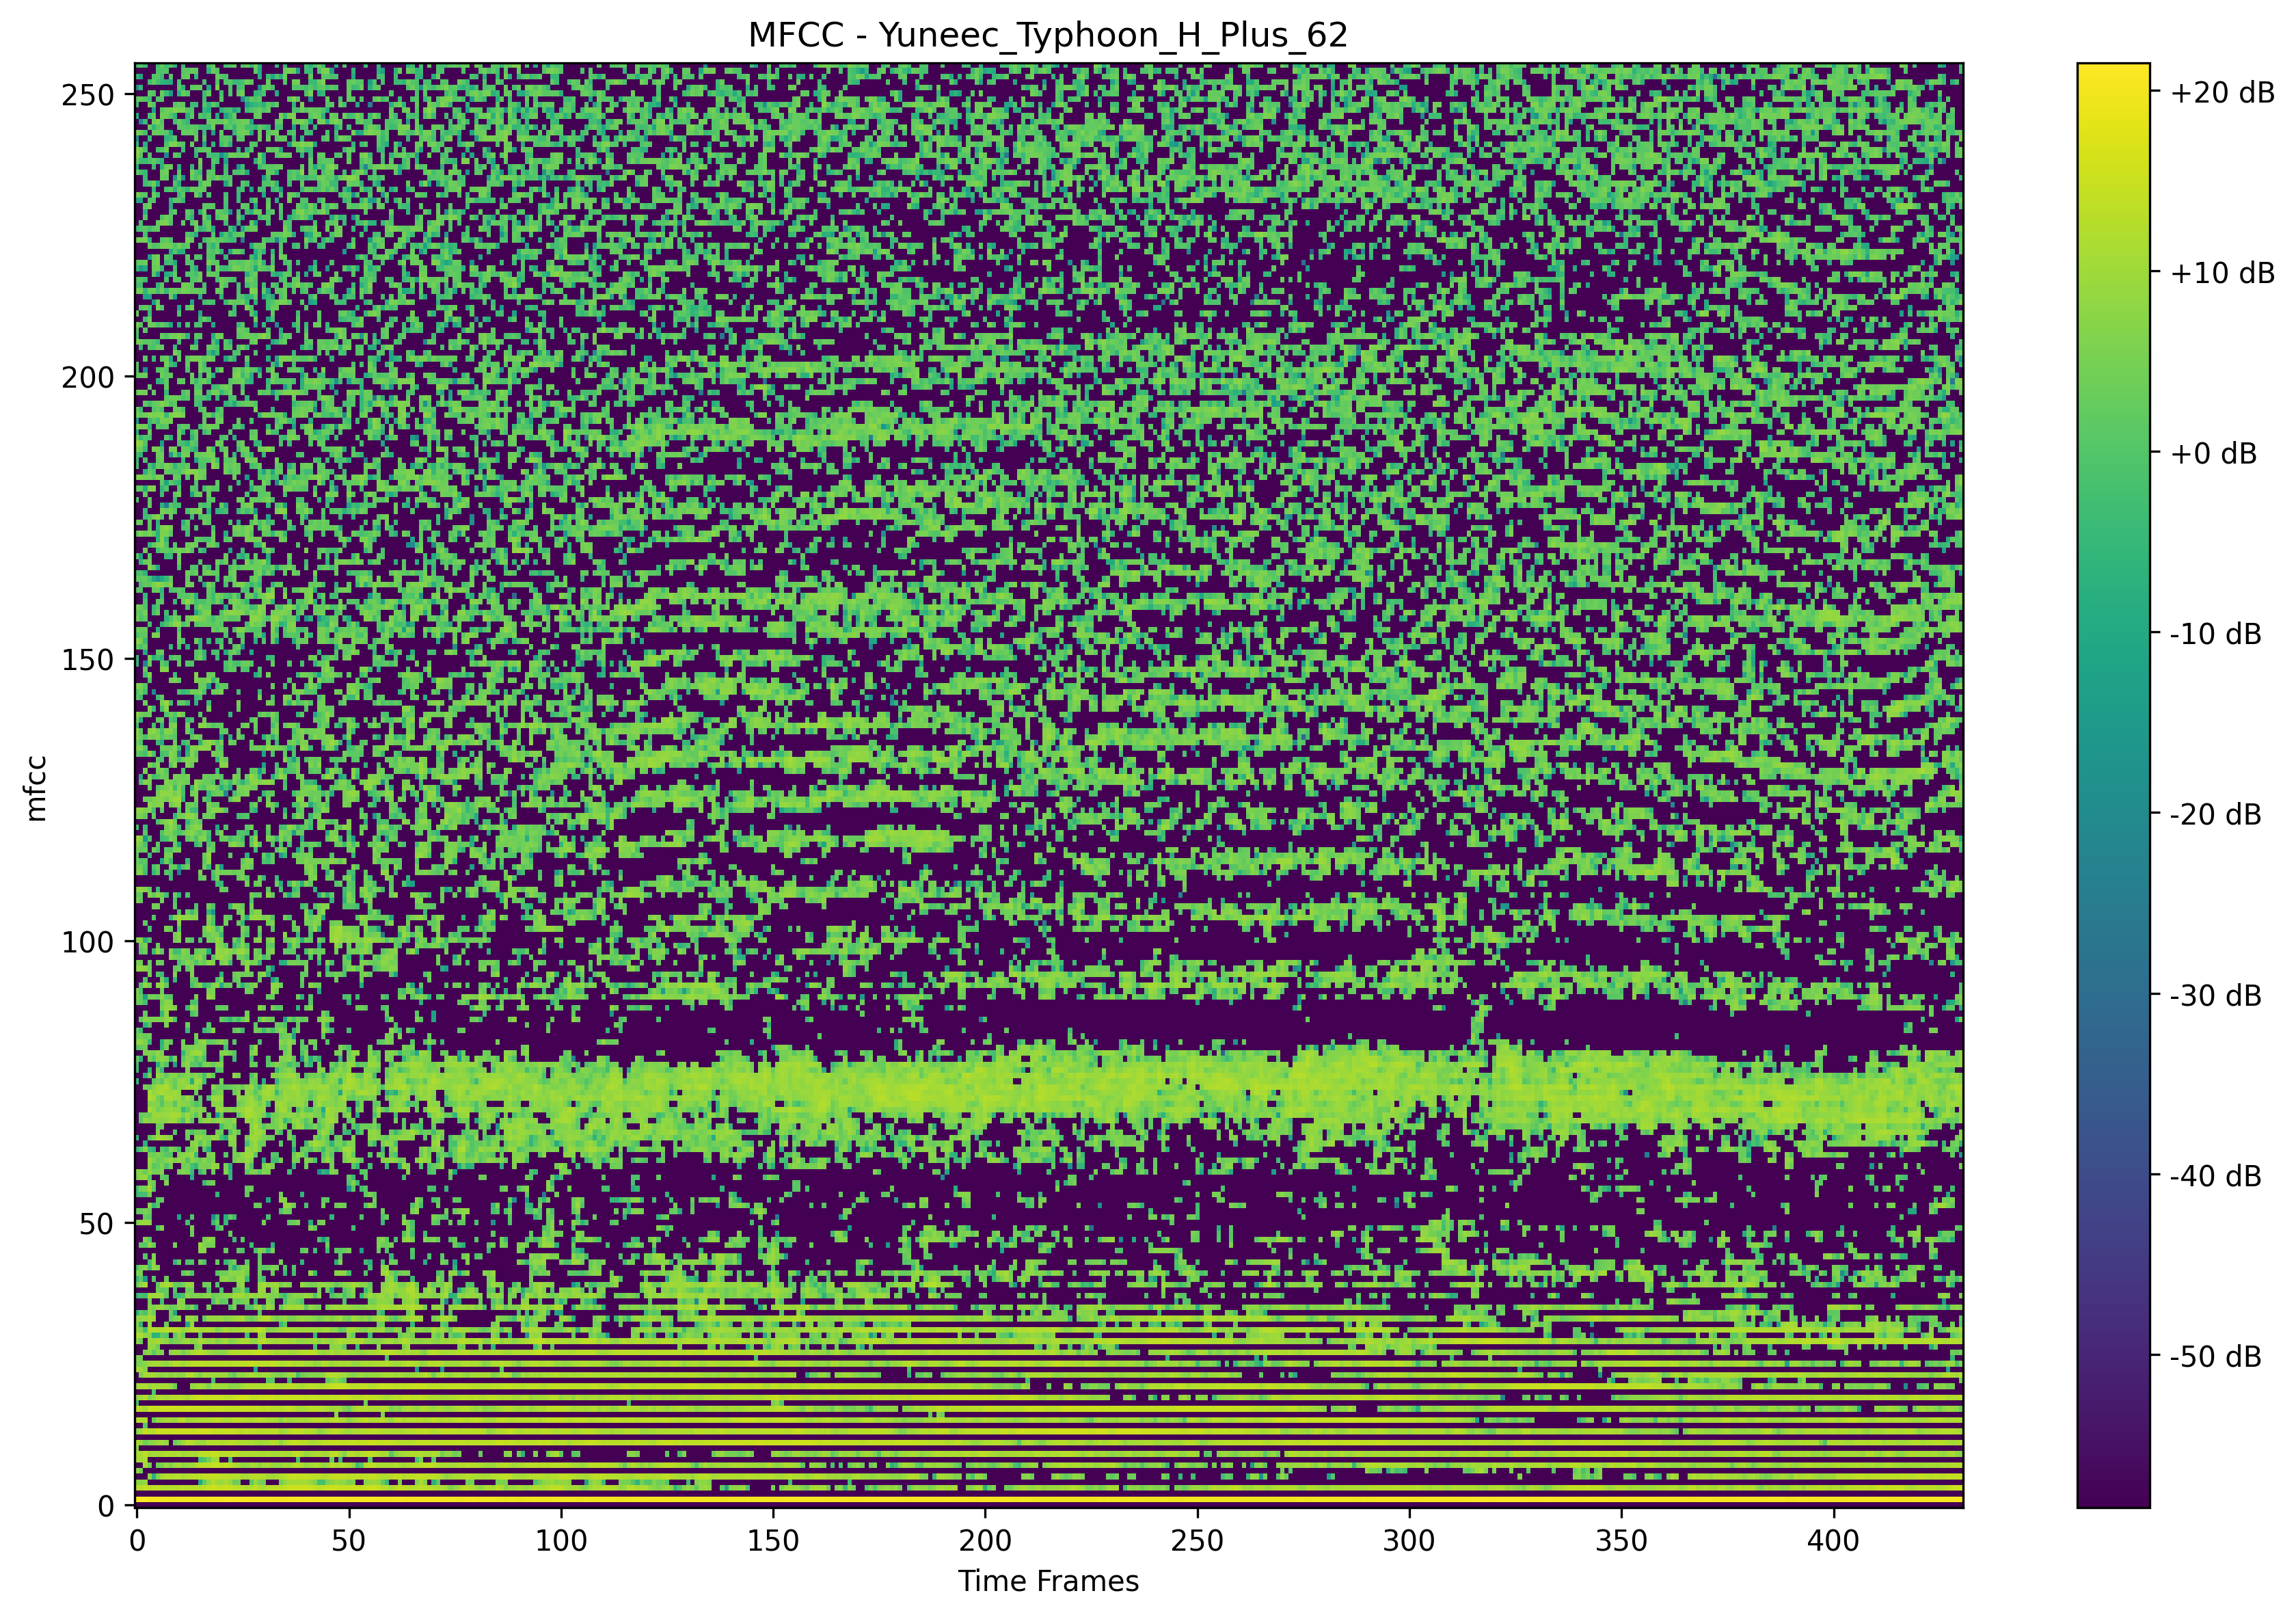 MFCC - Yuneec_Typhoon_H_Plus_62
250
200
150
100
50
0
mfcc
0 50 100 150 200 250 300 350 400
Time Frames
+20 dB
+10 dB
+0 dB
-10 dB
-20 dB
-30 dB
-40 dB
-50 dB